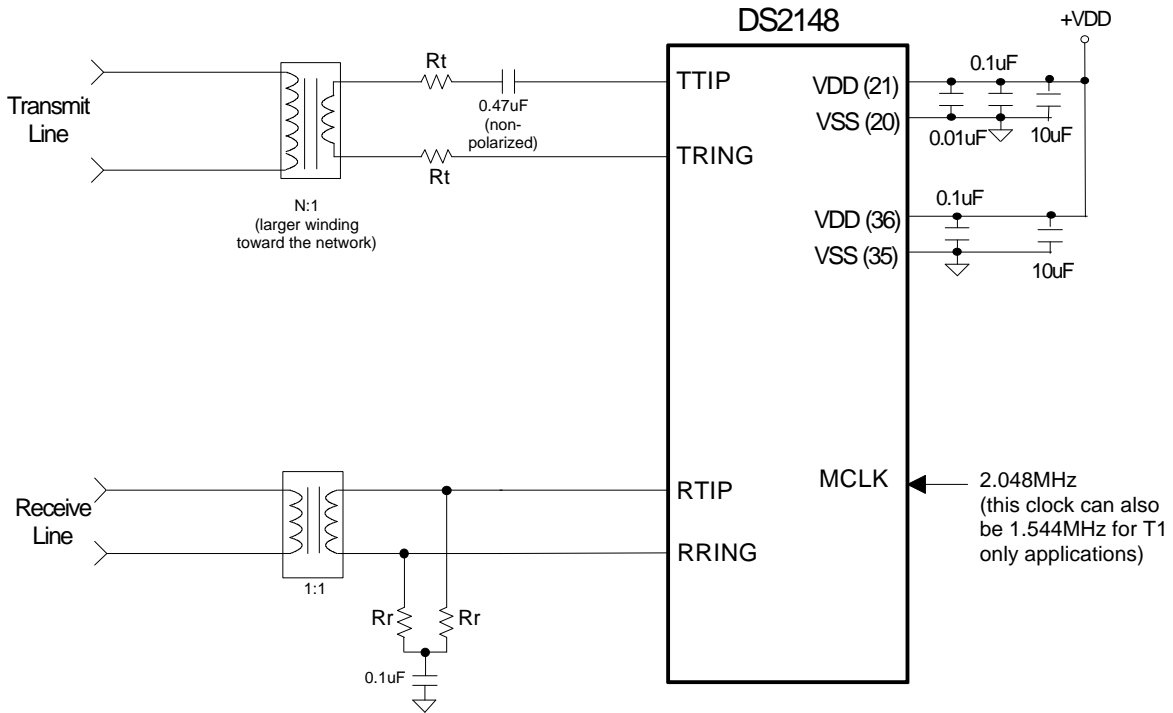 DS2148
+VDD
Transmit
Line
Rt
0.47uF
(non-
polarized)
Rt
N:1
(larger winding
toward the network)
TTIP
TRING
VDD (21)
VSS (20)
0.1uF
0.01uF
10uF
VDD (36)
VSS (35)
0.1uF
10uF
Receive
Line
1:1
RTIP
RRING
MCLK
2.048MHz
(this clock can also
be 1.544MHz for T1
only applications)
Rr
Rr
0.1uF